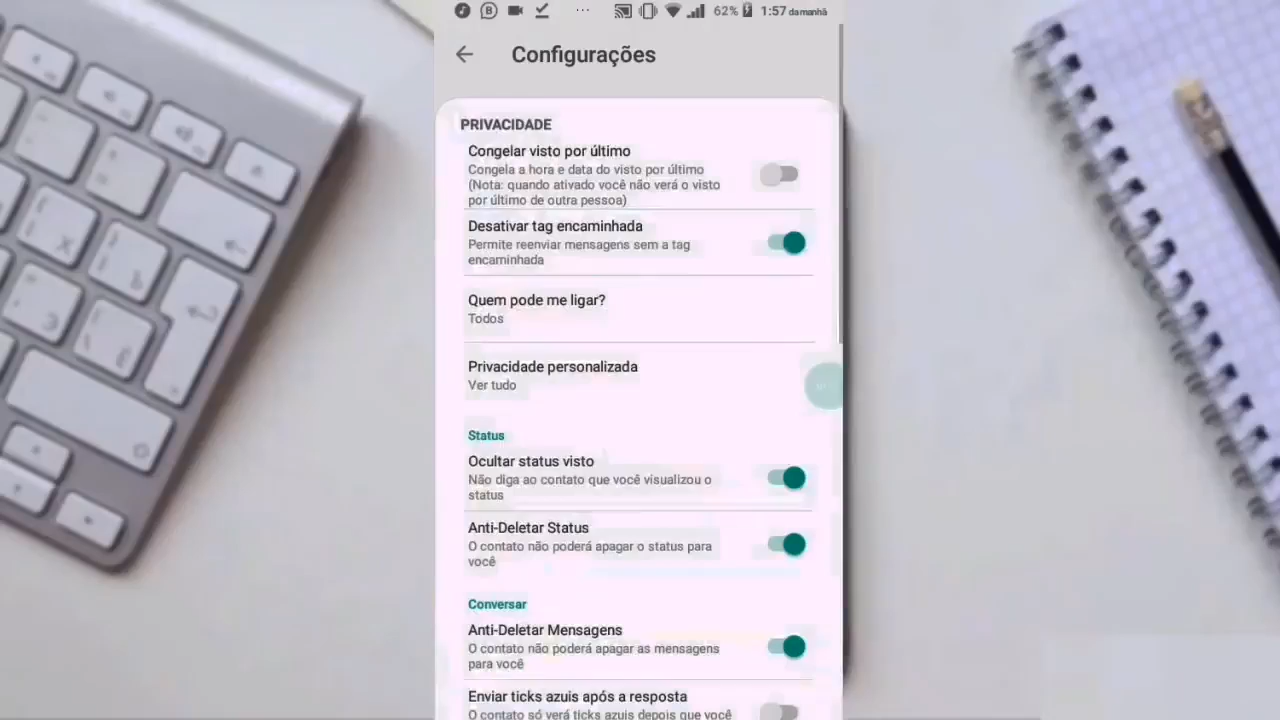 62% 1:57 da manhã
Configurações
PRIVACIDADE
Congelar visto por último
Congela a hora e data do visto por último
(Nota: quando ativado você não verá o visto
por último de outra pessoa)
Desativar tag encaminhada
Permite reenviar mensagens sem a tag
encaminhada
Quem pode me ligar?
Todos
Privacidade personalizada
Ver tudo
Status
Ocultar status visto
Não diga ao contato que você visualizou o
status
Anti-Deletar Status
O contato não poderá apagar o status para
você
Conversar
Anti-Deletar Mensagens
O contato não poderá apagar as mensagens
para você
Enviar ticks azuis após a resposta
O contato só verá ticks azuis depois que você